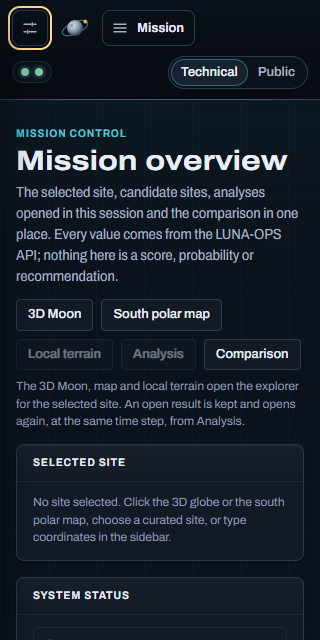 Mission
Technical Public
MISSION CONTROL
Mission overview
The selected site, candidate sites, analyses
opened in this session and the comparison in one
place. Every value comes from the LUNA-OPS
API; nothing here is a score, probability or
recommendation.
3D Moon South polar map
Local terrain Analysis Comparison
The 3D Moon, map and local terrain open the explorer
for the selected site. An open result is kept and opens
again, at the same time step, from Analysis.
SELECTED SITE
No site selected. Click the 3D globe or the south
polar map, choose a curated site, or type
coordinates in the sidebar.
SYSTEM STATUS